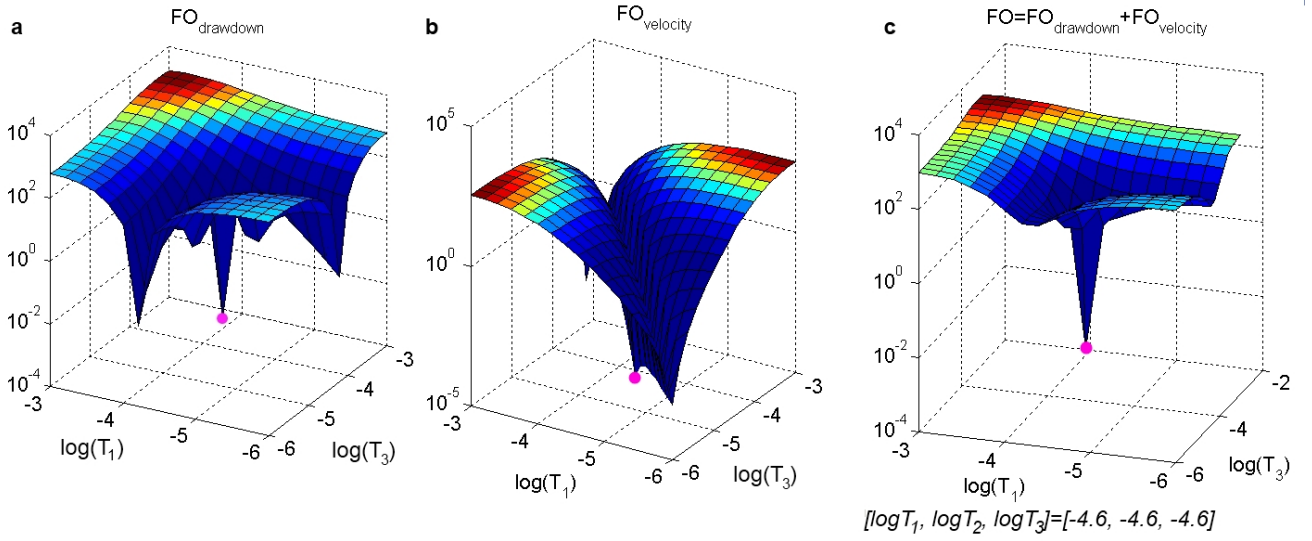 a
FO_drawdown
10^4
10^2
10^0
10^-2
10^-4
-3
-4
-5
-6
log(T_1)
-6
-5
-4
-3
log(T_3)
b
FO_velocity
10^5
10^0
10^-5
-3
-4
-5
-6
log(T_1)
-6
-5
-4
-3
log(T_3)
c
FO=FO_drawdown+FO_velocity
10^4
10^2
10^0
10^-2
10^-4
-3
-4
-5
-6
log(T_1)
-6
-4
-2
log(T_3)
[logT_1, logT_2, logT_3]=[-4.6, -4.6, -4.6]